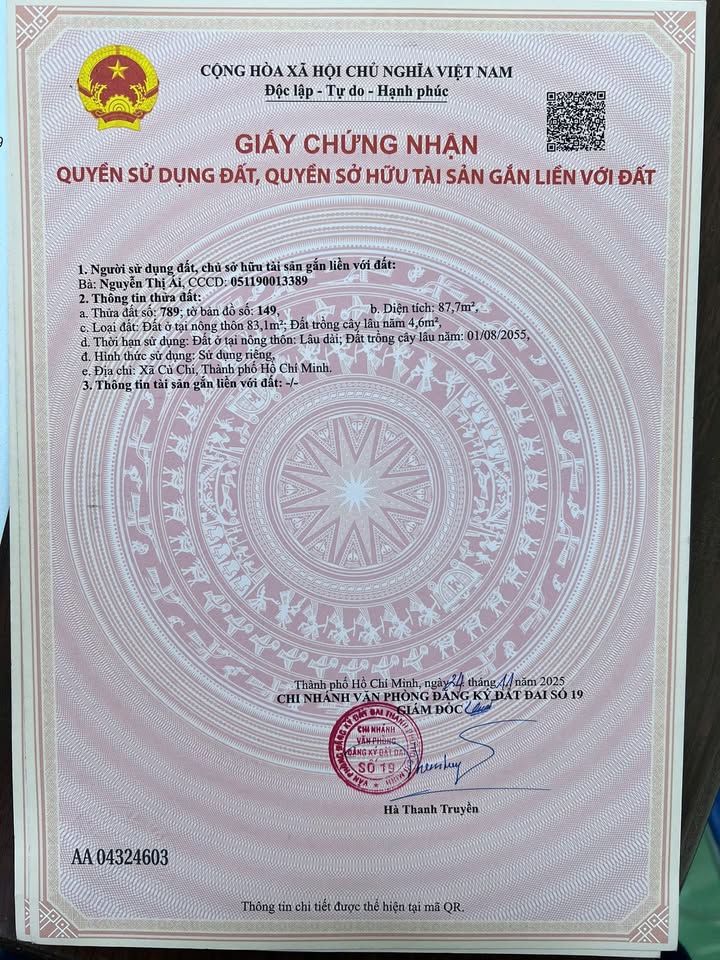 CỘNG HÒA XÃ HỘI CHỦ NGHĨA VIỆT NAM
Độc lập - Tự do - Hạnh phúc
GIẤY CHỨNG NHẬN
QUYỀN SỬ DỤNG ĐẤT, QUYỀN SỞ HỮU TÀI SẢN GẮN LIỀN VỚI ĐẤT
1. Người sử dụng đất, chủ sở hữu tài sản gắn liền với đất:
Bà: Nguyễn Thị Ái, CCCD: 051190013389
2. Thông tin thửa đất:
a. Thửa đất số: 789; tờ bản đồ số: 149, b. Diện tích: 87,7m²,
c. Loại đất: Đất ở tại nông thôn 83,1m²; Đất trồng cây lâu năm 4,6m²,
d. Thời hạn sử dụng: Đất ở tại nông thôn: Lâu dài; Đất trồng cây lâu năm: 01/08/2055,
đ. Hình thức sử dụng: Sử dụng riêng,
e. Địa chỉ: Xã Củ Chi, Thành phố Hồ Chí Minh.
3. Thông tin tài sản gắn liền với đất: -/-
Thành phố Hồ Chí Minh, ngày 24 tháng 11 năm 2025
CHI NHÁNH VĂN PHÒNG ĐĂNG KÝ ĐẤT ĐAI SỐ 19
GIÁM ĐỐC
CHI NHÁNH
VĂN PHÒNG
ĐĂNG KÝ ĐẤT ĐAI
SỐ 19
Hà Thanh Truyền
AA 04324603
Thông tin chi tiết được thể hiện tại mã QR.